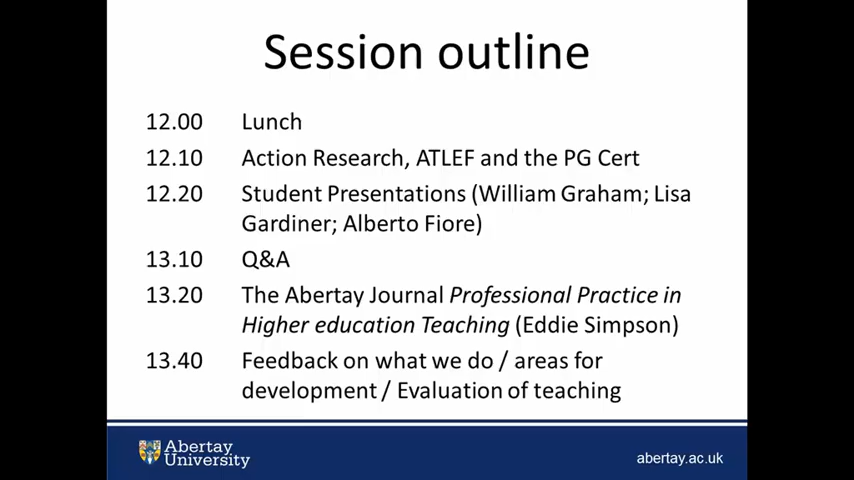 Session outline
12.00 Lunch
12.10 Action Research, ATLEF and the PG Cert
12.20 Student Presentations (William Graham; Lisa
Gardiner; Alberto Fiore)
13.10 Q&A
13.20 The Abertay Journal Professional Practice in
Higher education Teaching (Eddie Simpson)
13.40 Feedback on what we do / areas for
development / Evaluation of teaching
Abertay
University
abertay.ac.uk